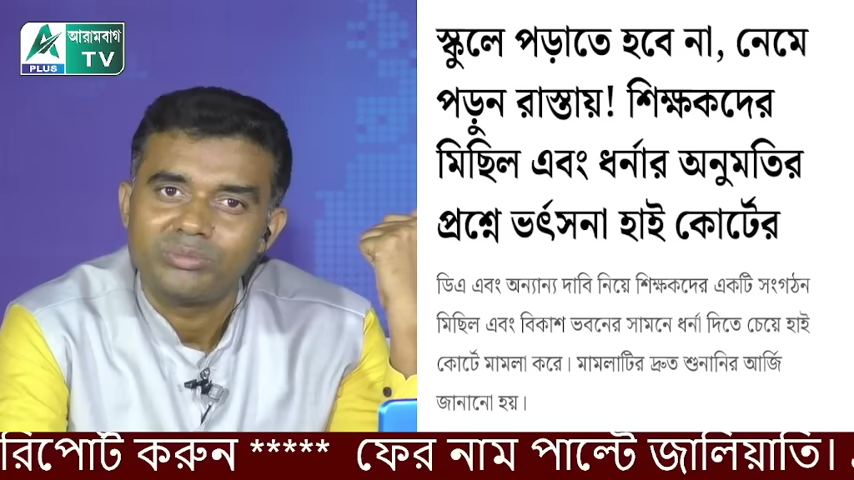 আরামবাগ
TV
PLUS
স্কুলে পড়াতে হবে না, নেমে
পড়ুন রাস্তায়! শিক্ষকদের
মিছিল এবং ধর্নার অনুমতির
প্রশ্নে ভর্ৎসনা হাই কোর্টের
ডিএ এবং অন্যান্য দাবি নিয়ে শিক্ষকদের একটি সংগঠন
মিছিল এবং বিকাশ ভবনের সামনে ধর্না দিতে চেয়ে হাই
কোর্টে মামলা করে। মামলাটির দ্রুত শুনানির আর্জি
জানানো হয়।
রিপোর্ট করুন ***** ফের নাম পাল্টে জালিয়াতি।